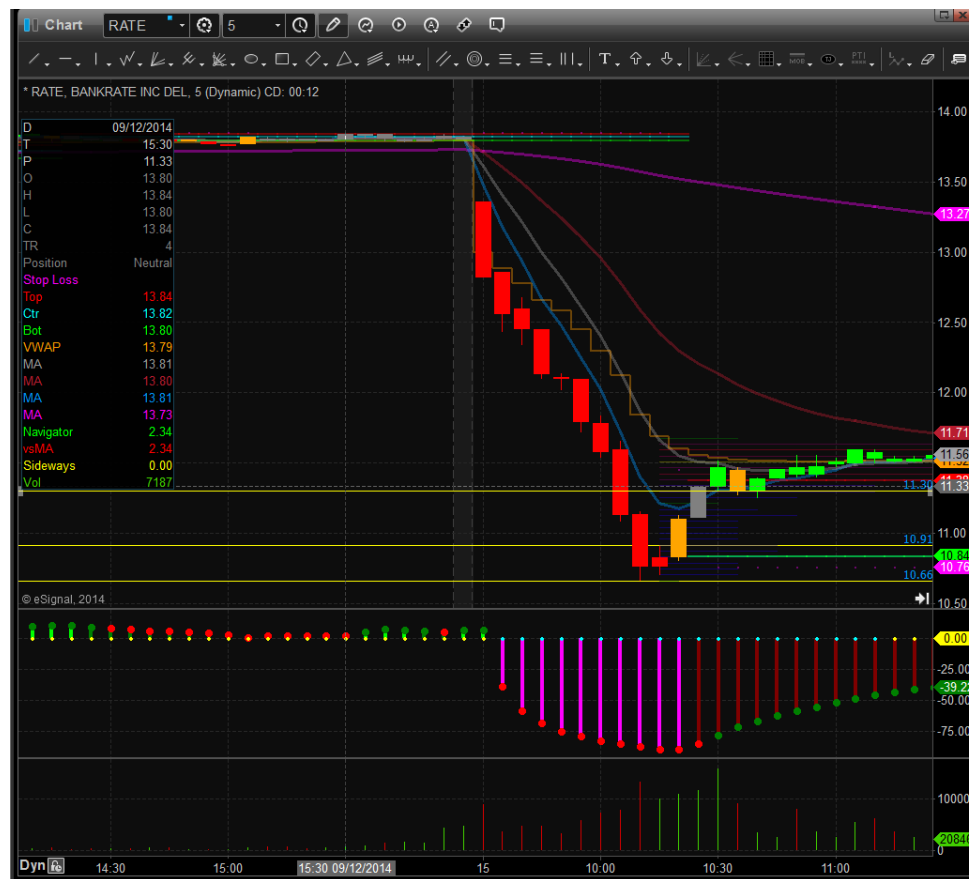 Chart RATE 5
* RATE, BANKRATE INC DEL, 5 (Dynamic) CD: 00:12
D 09/12/2014
T 15:30
P 11.33
O 13.80
H 13.84
L 13.80
C 13.84
TR 4
Position Neutral
Stop Loss
Top 13.84
Ctr 13.82
Bot 13.80
VWAP 13.79
MA 13.81
MA 13.80
MA 13.81
MA 13.73
Navigator 2.34
vsMA 2.34
Sideways 0.00
Vol 7187
14.00
13.50
13.27
13.00
12.50
12.00
11.71
11.56
11.30
11.33
11.00
10.91
10.84
10.76
10.66
10.50
© eSignal, 2014
0.00
-25.00
-39.22
-50.00
-75.00
10000
20846
0
Dyn 14:30 15:00 15:30 09/12/2014 15 10:00 10:30 11:00